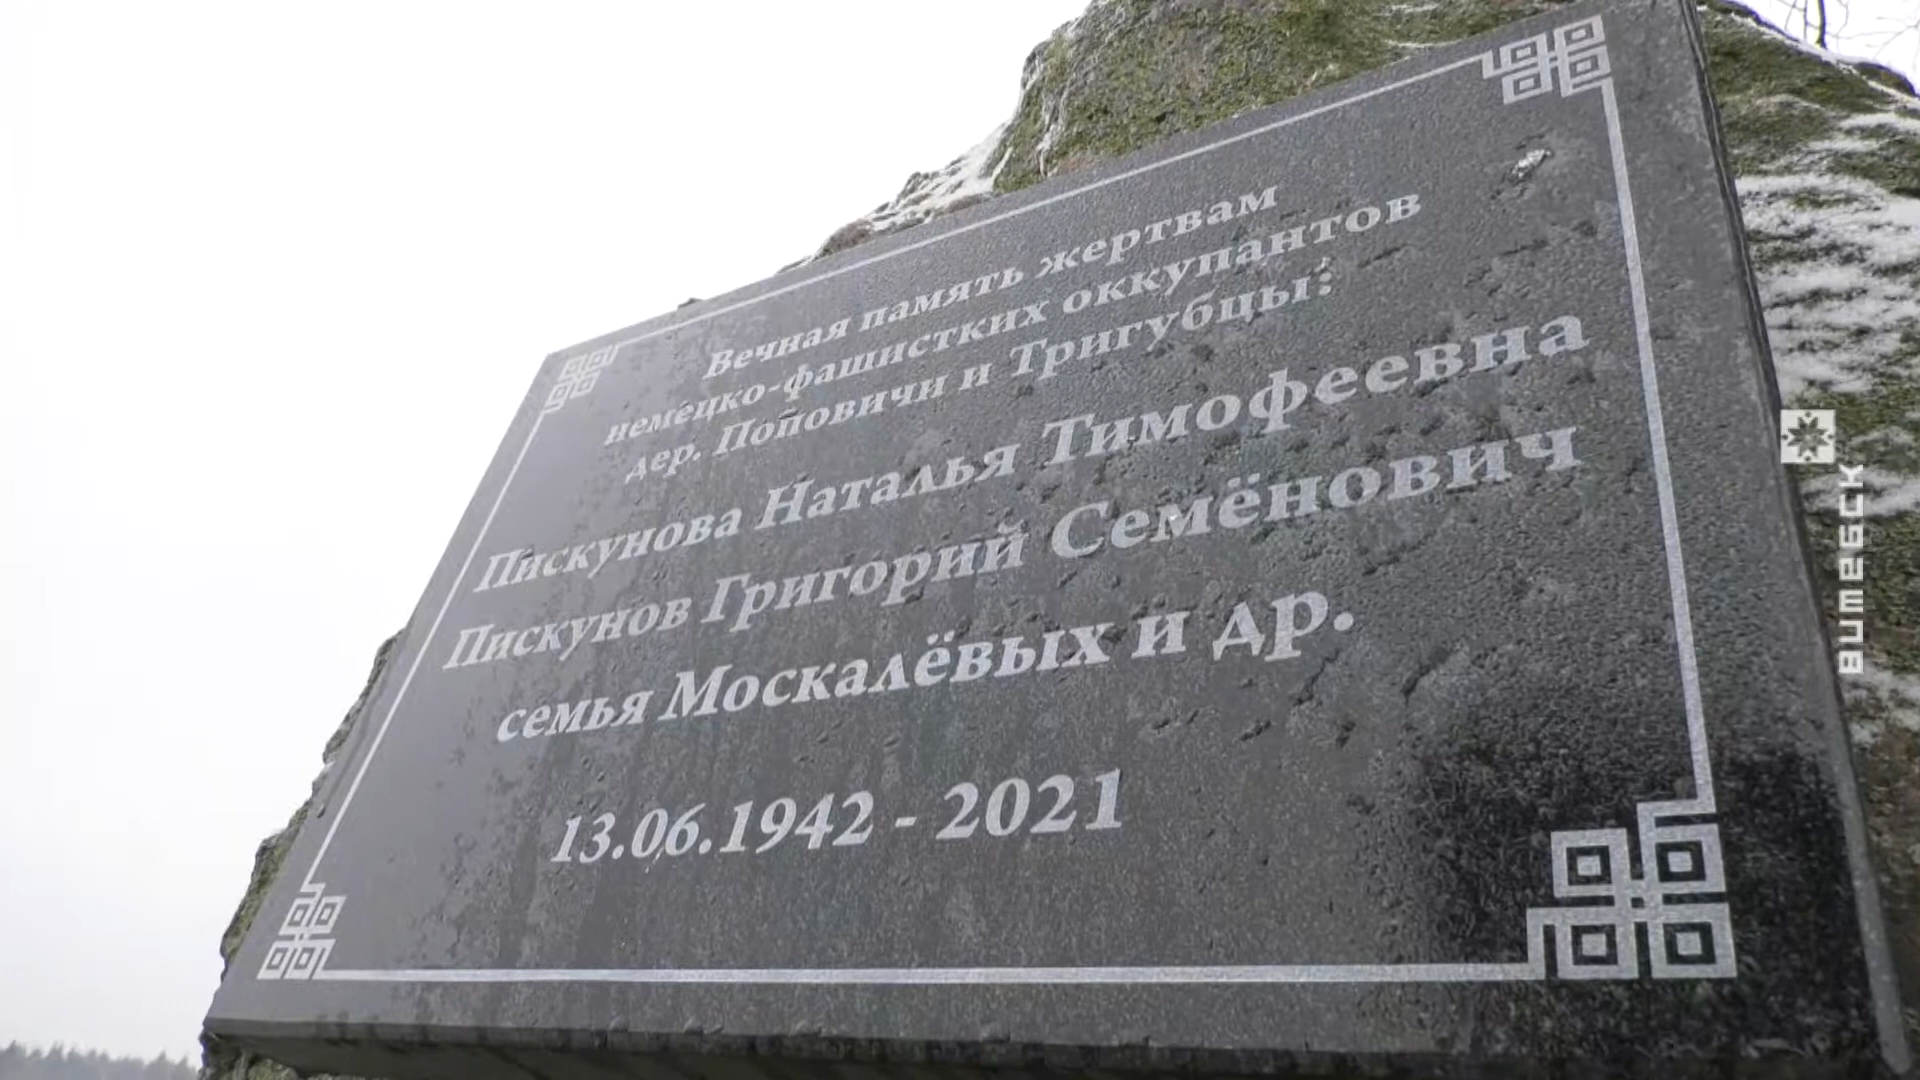 Вечная память жертвам
немецко-фашистких оккупантов
дер. Поповичи и Тригубцы:
Пискунова Наталья Тимофеевна
Пискунов Григорий Семёнович
семья Москалёвых и др.
13.06.1942 - 2021
Витебск